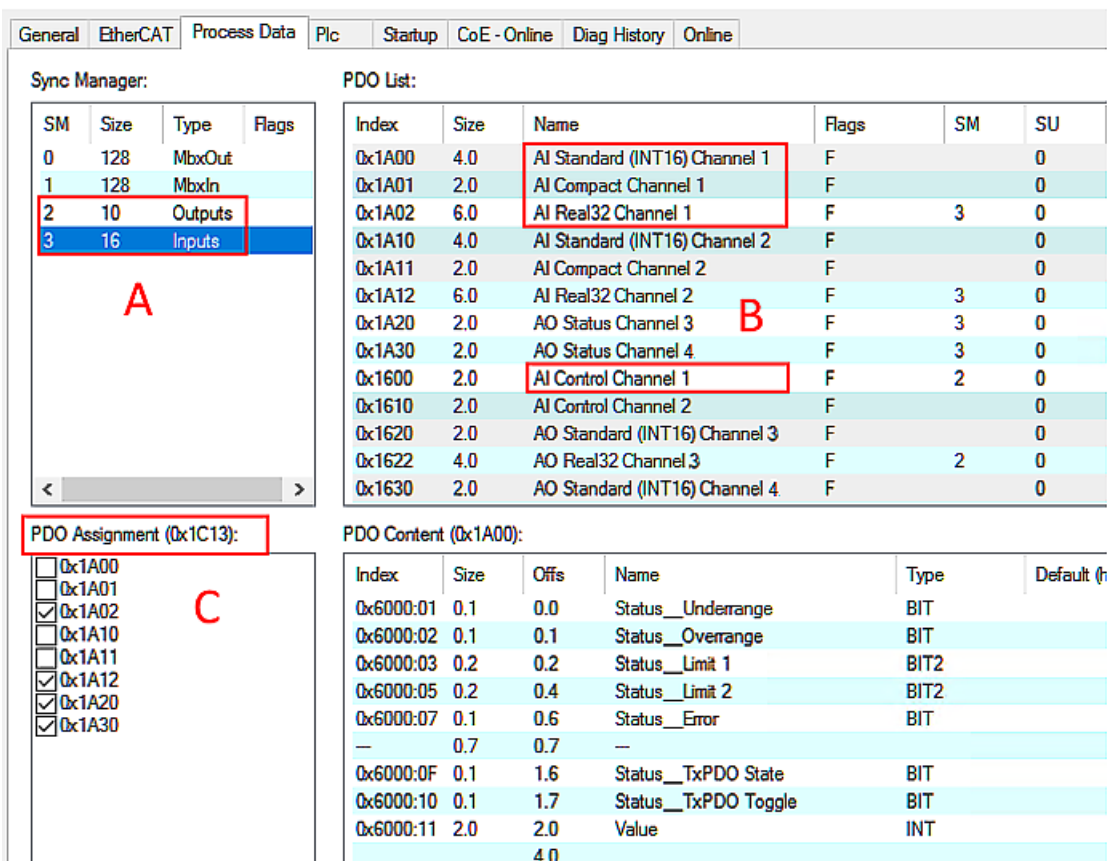 General EtherCAT Process Data Plc Startup CoE - Online Diag History Online
Sync Manager:
SM Size Type Flags
0 128 MbxOut
1 128 MbxIn
2 10 Outputs
3 16 Inputs
A
< >
PDO List:
Index Size Name Flags SM SU
0x1A00 4.0 AI Standard (INT16) Channel 1 F 0
0x1A01 2.0 AI Compact Channel 1 F 0
0x1A02 6.0 AI Real32 Channel 1 F 3 0
0x1A10 4.0 AI Standard (INT16) Channel 2 F 0
0x1A11 2.0 AI Compact Channel 2 F 0
0x1A12 6.0 AI Real32 Channel 2 F 3 0
0x1A20 2.0 AO Status Channel 3 F 3 0
0x1A30 2.0 AO Status Channel 4 F 3 0
0x1600 2.0 AI Control Channel 1 F 2 0
0x1610 2.0 AI Control Channel 2 F 0
0x1620 2.0 AO Standard (INT16) Channel 3 F 0
0x1622 4.0 AO Real32 Channel 3 F 2 0
0x1630 2.0 AO Standard (INT16) Channel 4 F 0
B
PDO Assignment (0x1C13):
0x1A00
0x1A01
0x1A02
0x1A10
0x1A11
0x1A12
0x1A20
0x1A30
C
PDO Content (0x1A00):
Index Size Offs Name Type Default (h
0x6000:01 0.1 0.0 Status__Underrange BIT
0x6000:02 0.1 0.1 Status__Overrange BIT
0x6000:03 0.2 0.2 Status__Limit 1 BIT2
0x6000:05 0.2 0.4 Status__Limit 2 BIT2
0x6000:07 0.1 0.6 Status__Error BIT
--- 0.7 0.7 ---
0x6000:0F 0.1 1.6 Status__TxPDO State BIT
0x6000:10 0.1 1.7 Status__TxPDO Toggle BIT
0x6000:11 2.0 2.0 Value INT
4.0